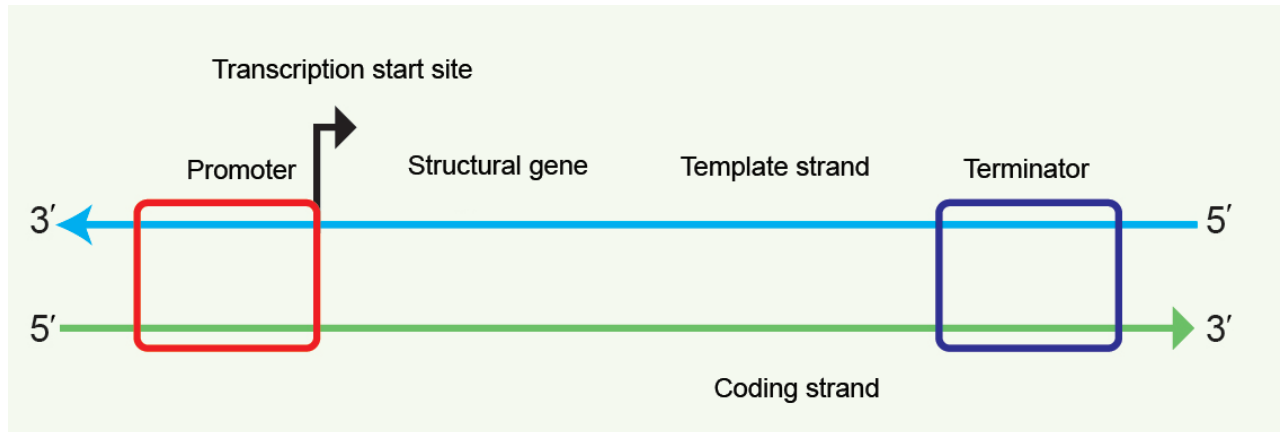 Transcription start site
Promoter
Structural gene
Template strand
Terminator
3′
5′
5′
3′
Coding strand